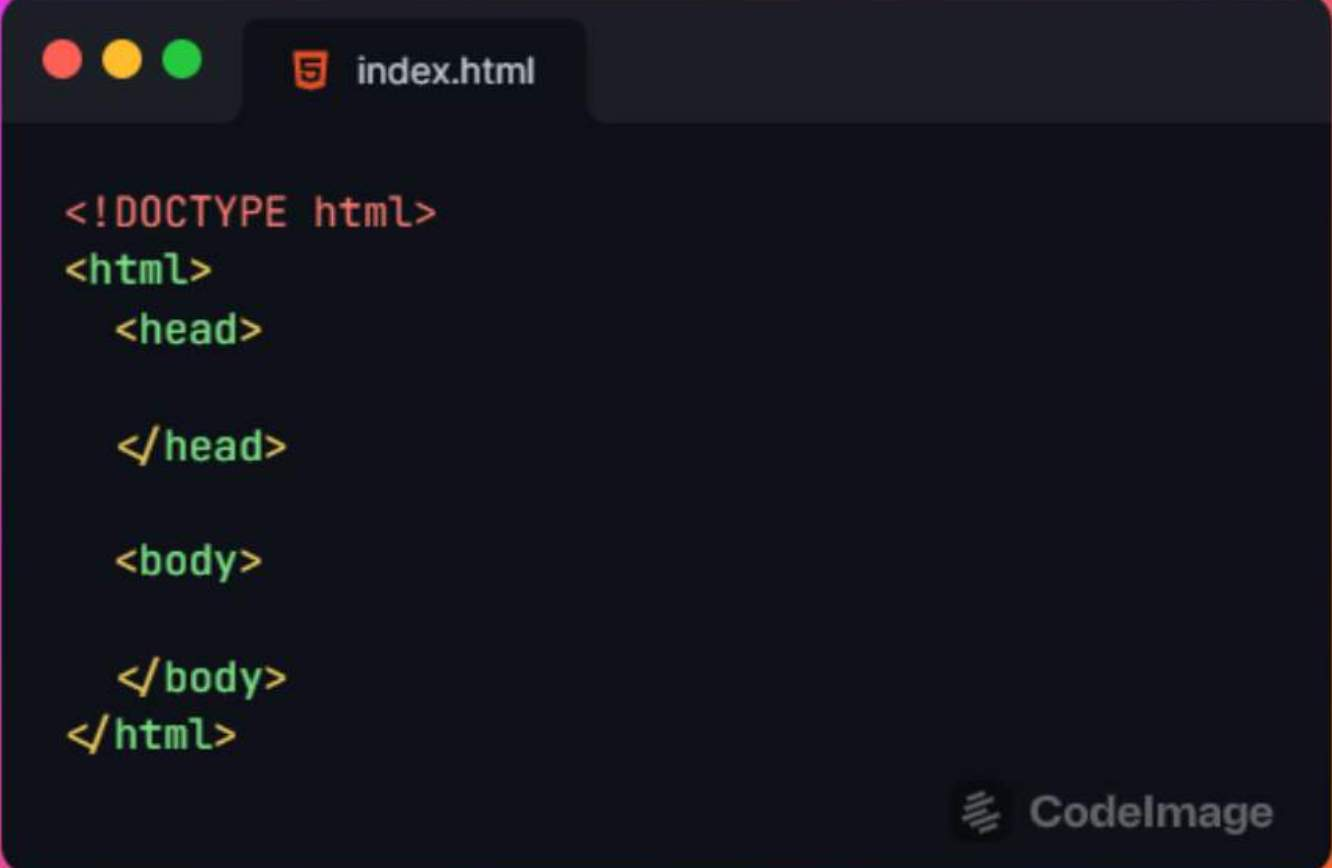 index.html
<!DOCTYPE html>
<html>
<head>
</head>
<body>
</body>
</html>
CodeImage